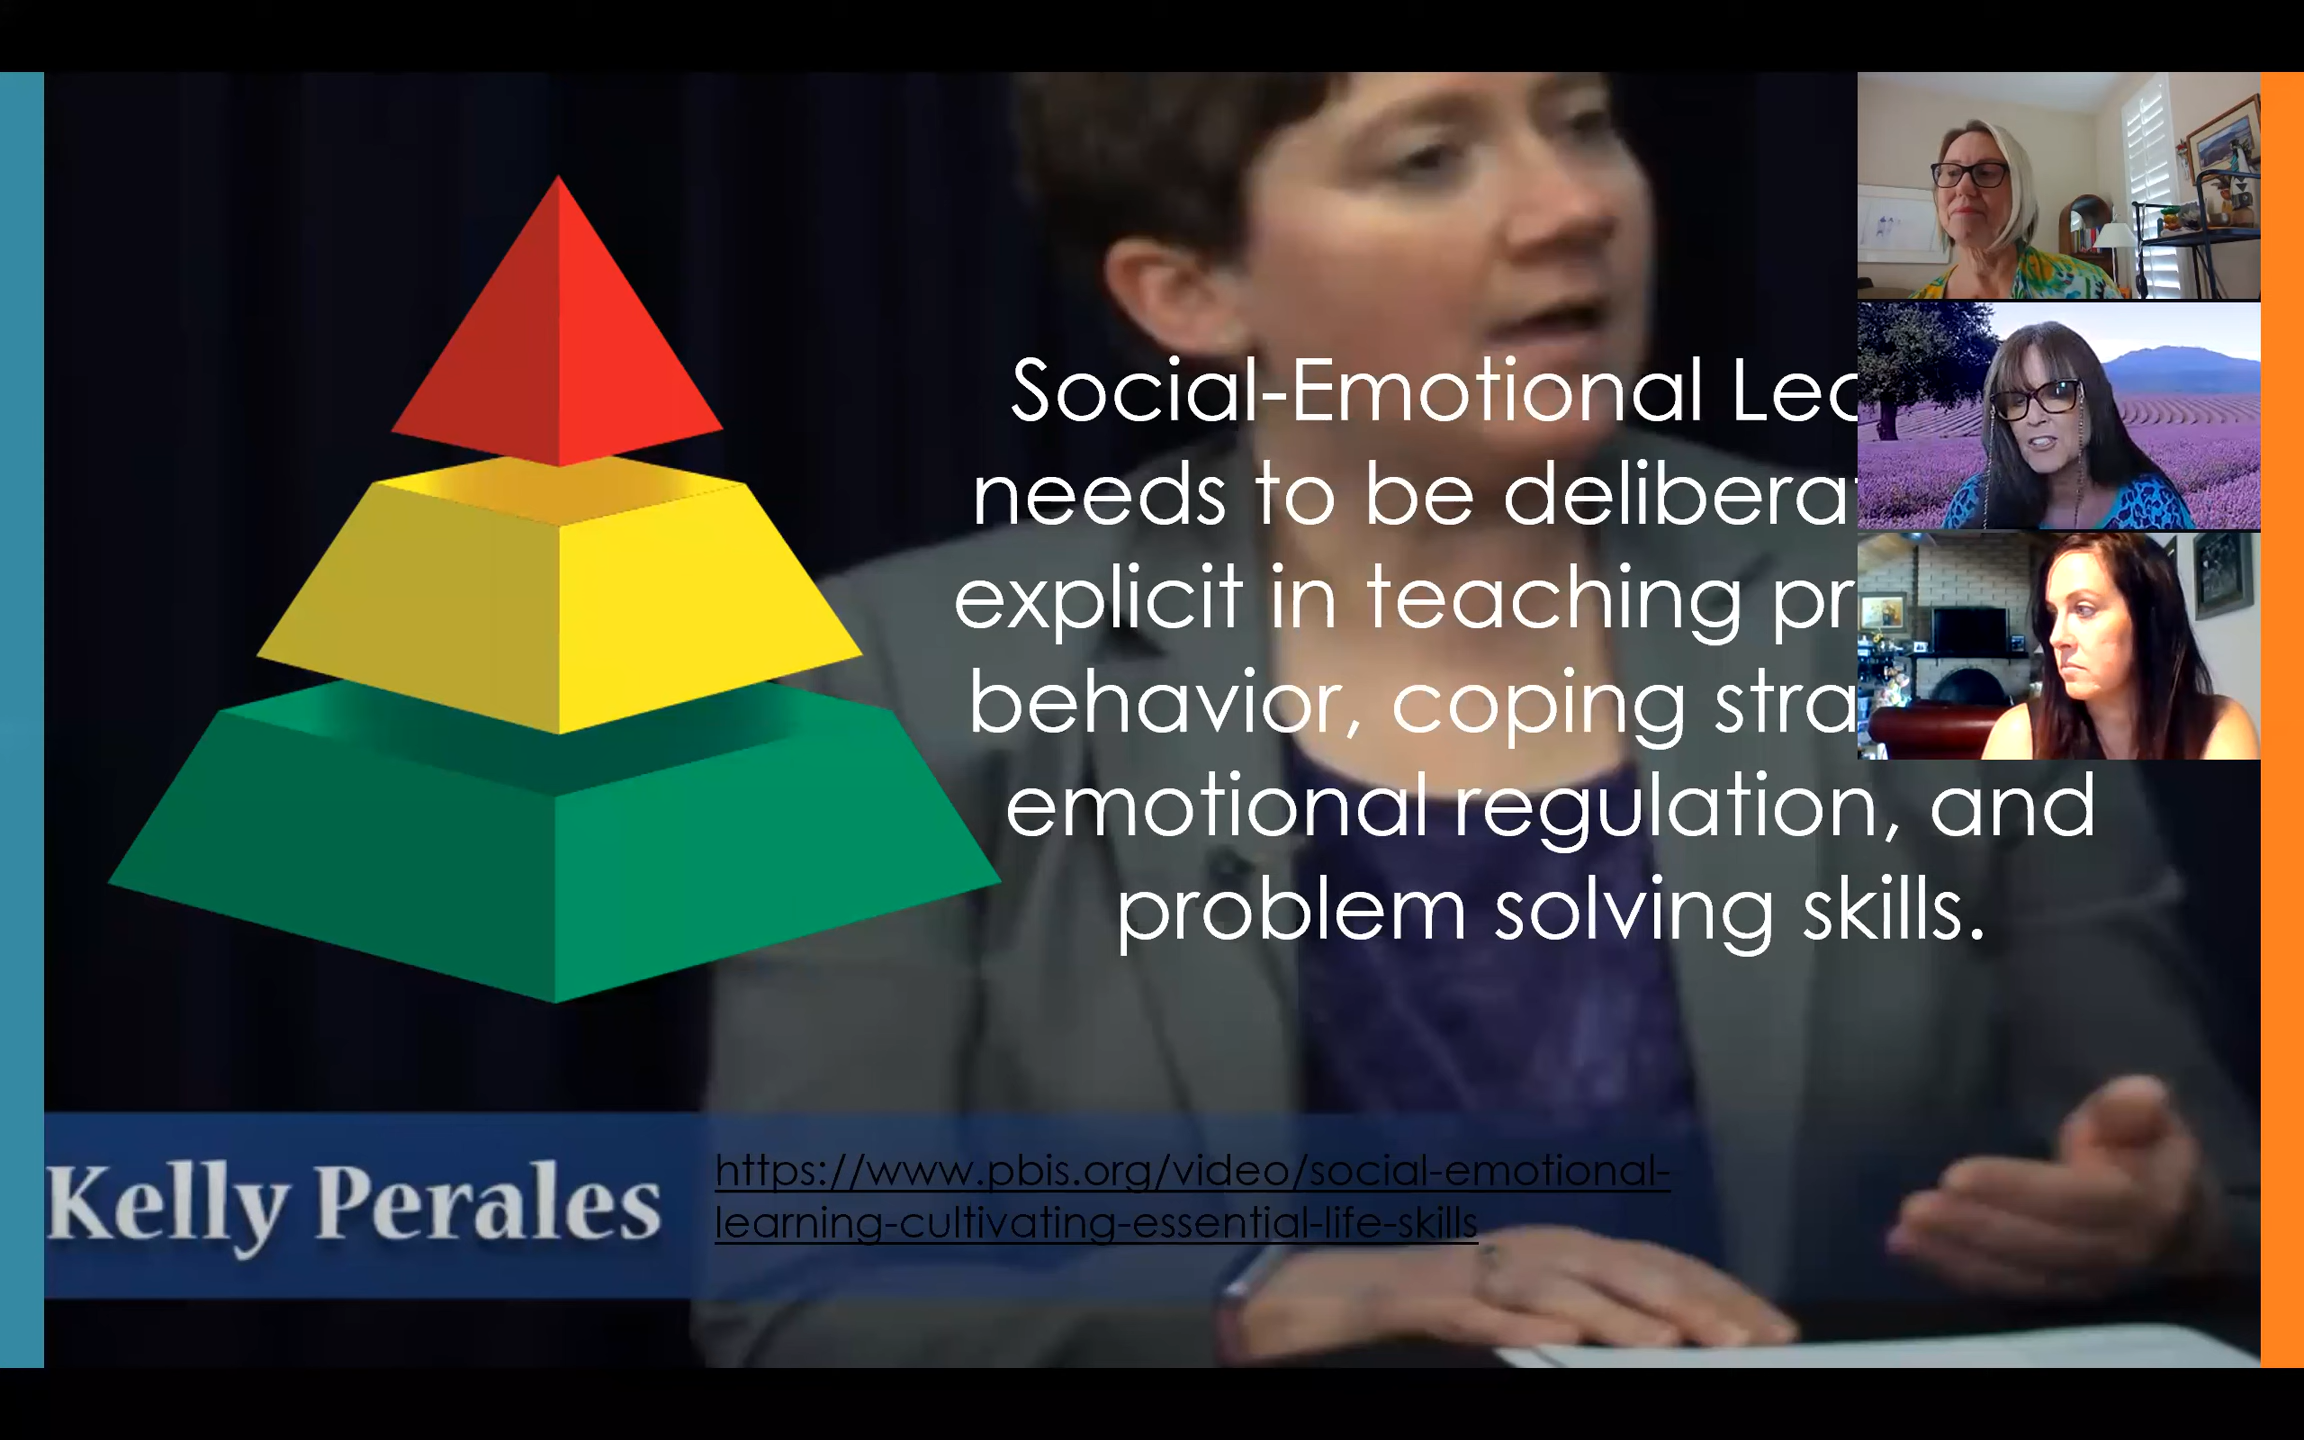 Social-Emotional Lea
needs to be delibera
explicit in teaching pr
behavior, coping stra
emotional regulation, and
problem solving skills.
Kelly Perales
https://www.pbis.org/video/social-emotional-
learning-cultivating-essential-life-skills